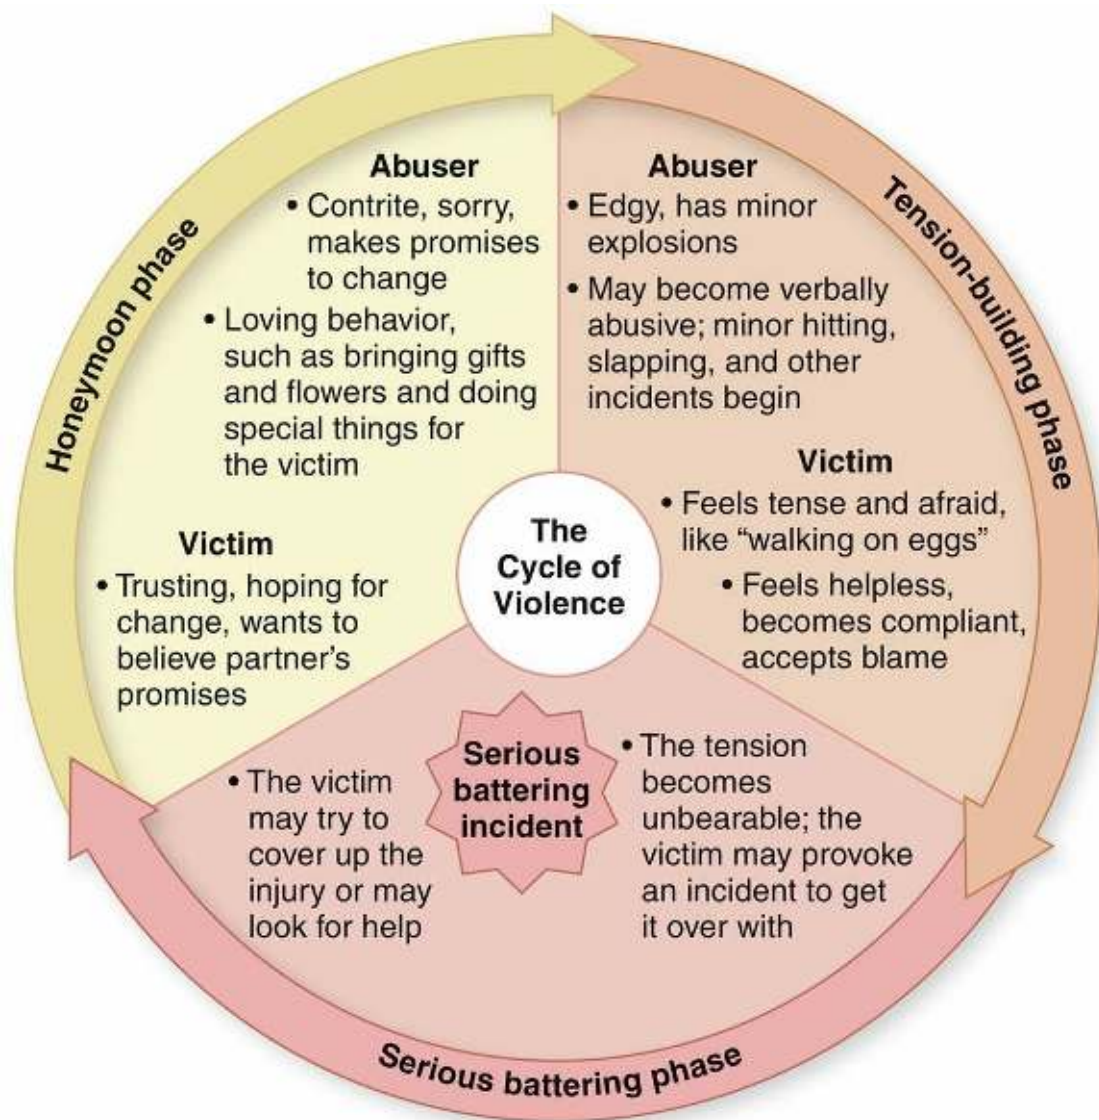 Honeymoon phase
Abuser
• Contrite, sorry,
makes promises
to change
• Loving behavior,
such as bringing gifts
and flowers and doing
special things for
the victim
Victim
• Trusting, hoping for
change, wants to
believe partner's
promises
Tension-building phase
Abuser
• Edgy, has minor
explosions
• May become verbally
abusive; minor hitting,
slapping, and other
incidents begin
Victim
• Feels tense and afraid,
like “walking on eggs”
• Feels helpless,
becomes compliant,
accepts blame
The
Cycle of
Violence
Serious
battering
incident
• The tension
becomes
unbearable; the
victim may provoke
an incident to get
it over with
• The victim
may try to
cover up the
injury or may
look for help
Serious battering phase